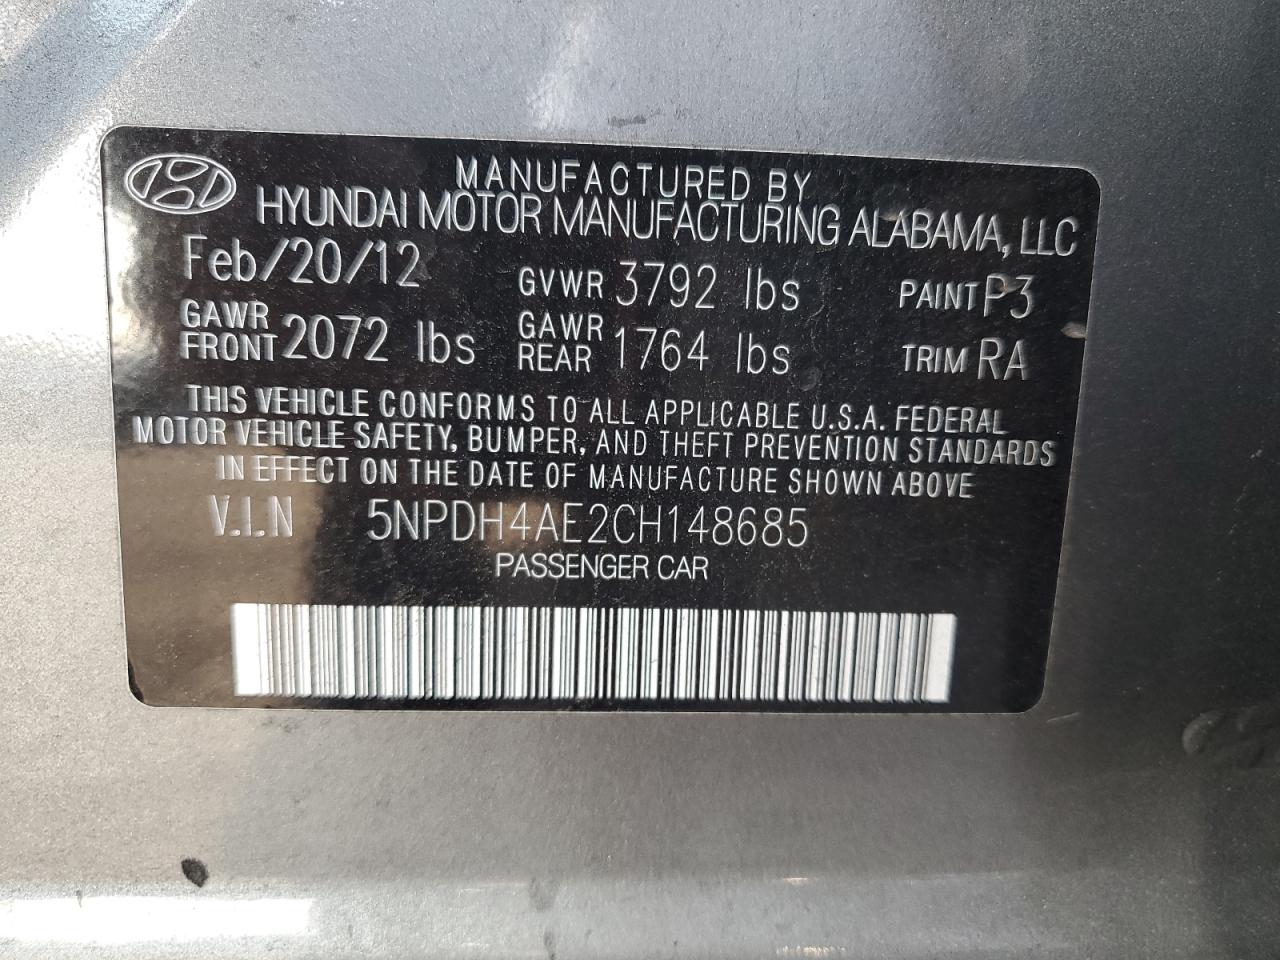 MANUFACTURED BY
HYUNDAI MOTOR MANUFACTURING ALABAMA, LLC
Feb/20/12 GVWR 3792 lbs PAINT P3
GAWR FRONT 2072 lbs GAWR REAR 1764 lbs TRIM RA
THIS VEHICLE CONFORMS TO ALL APPLICABLE U.S.A. FEDERAL
MOTOR VEHICLE SAFETY, BUMPER, AND THEFT PREVENTION STANDARDS
IN EFFECT ON THE DATE OF MANUFACTURE SHOWN ABOVE
V.I.N 5NPDH4AE2CH148685
PASSENGER CAR